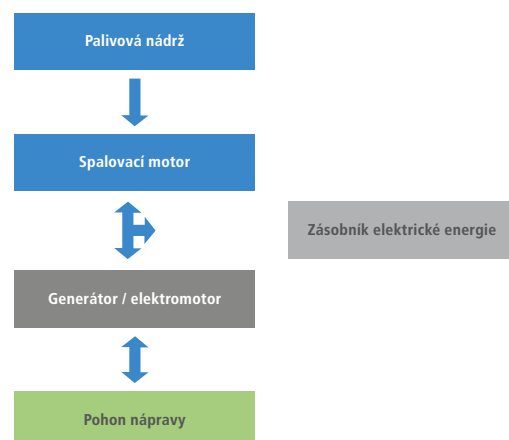 Palivová nádrž
Spalovací motor
Zásobník elektrické energie
Generátor / elektromotor
Pohon nápravy